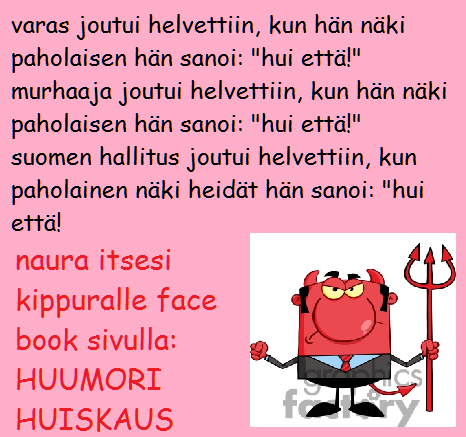 varas joutui helvettiin, kun hän näki
paholaisen hän sanoi: "hui että!"
murhaaja joutui helvettiin, kun hän näki
paholaisen hän sanoi: "hui että!"
suomen hallitus joutui helvettiin, kun
paholainen näki heidät hän sanoi: "hui
että!
naura itsesi
kippuralle face
book sivulla:
HUUMORI
HUISKAUS
graphics
factory